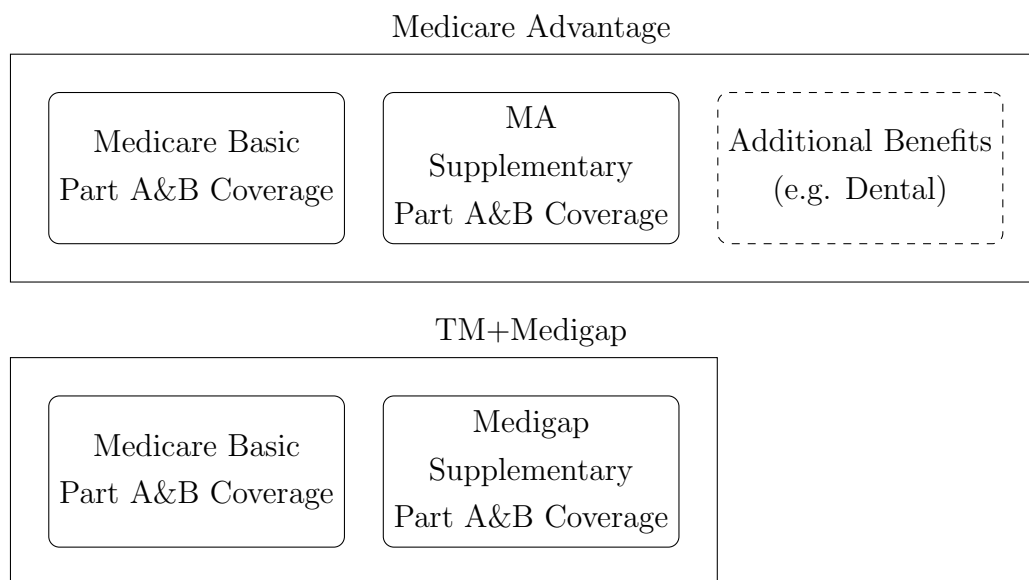 Medicare Advantage
Medicare Basic
Part A&B Coverage
MA
Supplementary
Part A&B Coverage
Additional Benefits
(e.g. Dental)
TM+Medigap
Medicare Basic
Part A&B Coverage
Medigap
Supplementary
Part A&B Coverage